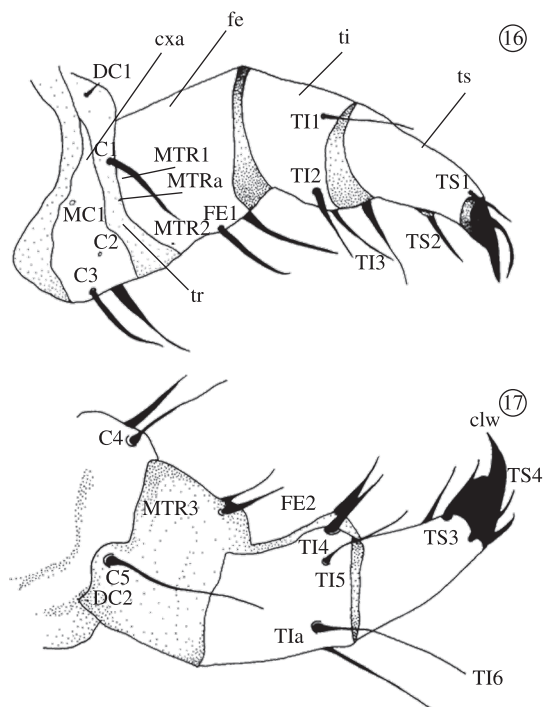 fe
16
cxa
ti
DC1
ts
TI1
C1
MTR1
TI2
TS1
MTRa
MC1
FE1
MTR2
C2
TS2
TI3
C3
tr
17
clw
C4
TS4
MTR3
FE2
TS3
TI4
C5
TI5
DC2
TIa
TI6